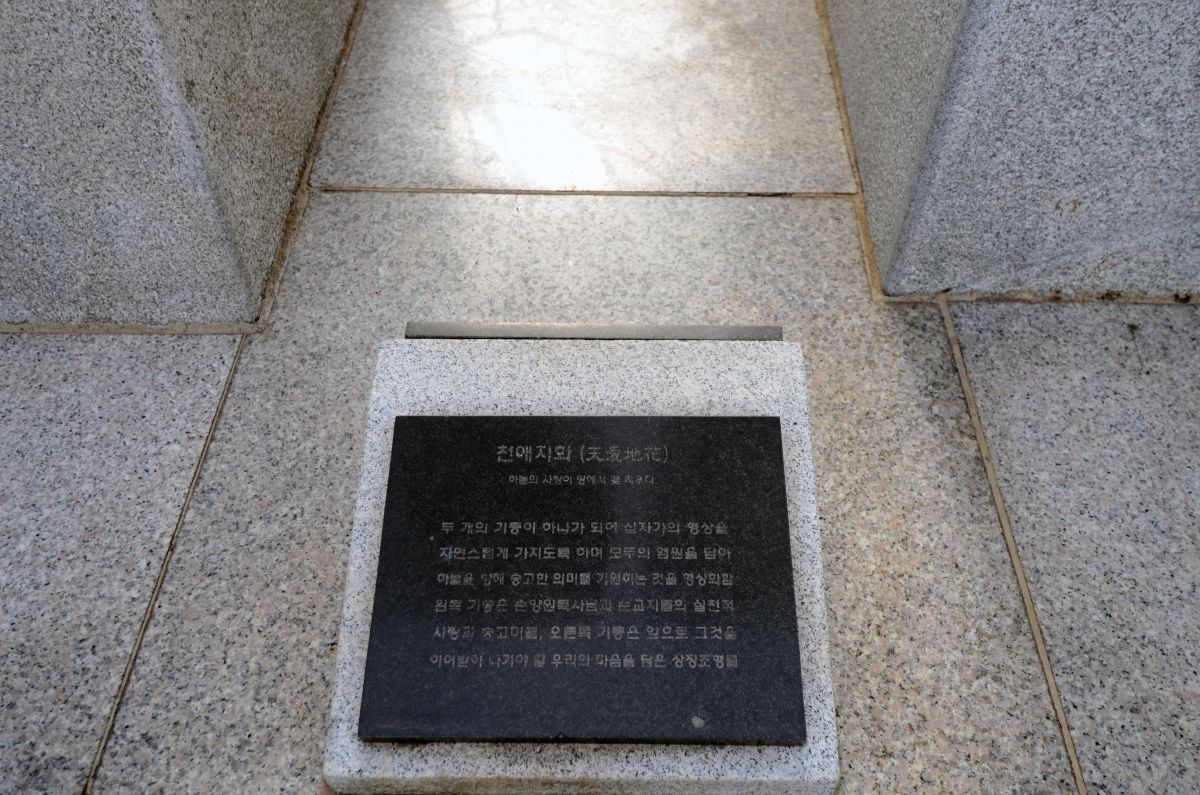 천애지화 (天愛地花)
하늘의 사랑이 땅에서 꽃 피우다
두 개의 기둥이 하나가 되어 십자가의 형상을
자연스럽게 가지도록 하며 모두의 염원을 담아
하늘을 향해 숭고한 의미를 기원하는 것을 형상화함
왼쪽 기둥은 손양원목사님과 순교자들의 실천적
사랑과 숭고미를, 오른쪽 기둥은 앞으로 그것을
이어받아 나가야 할 우리의 마음을 담은 상징조형물